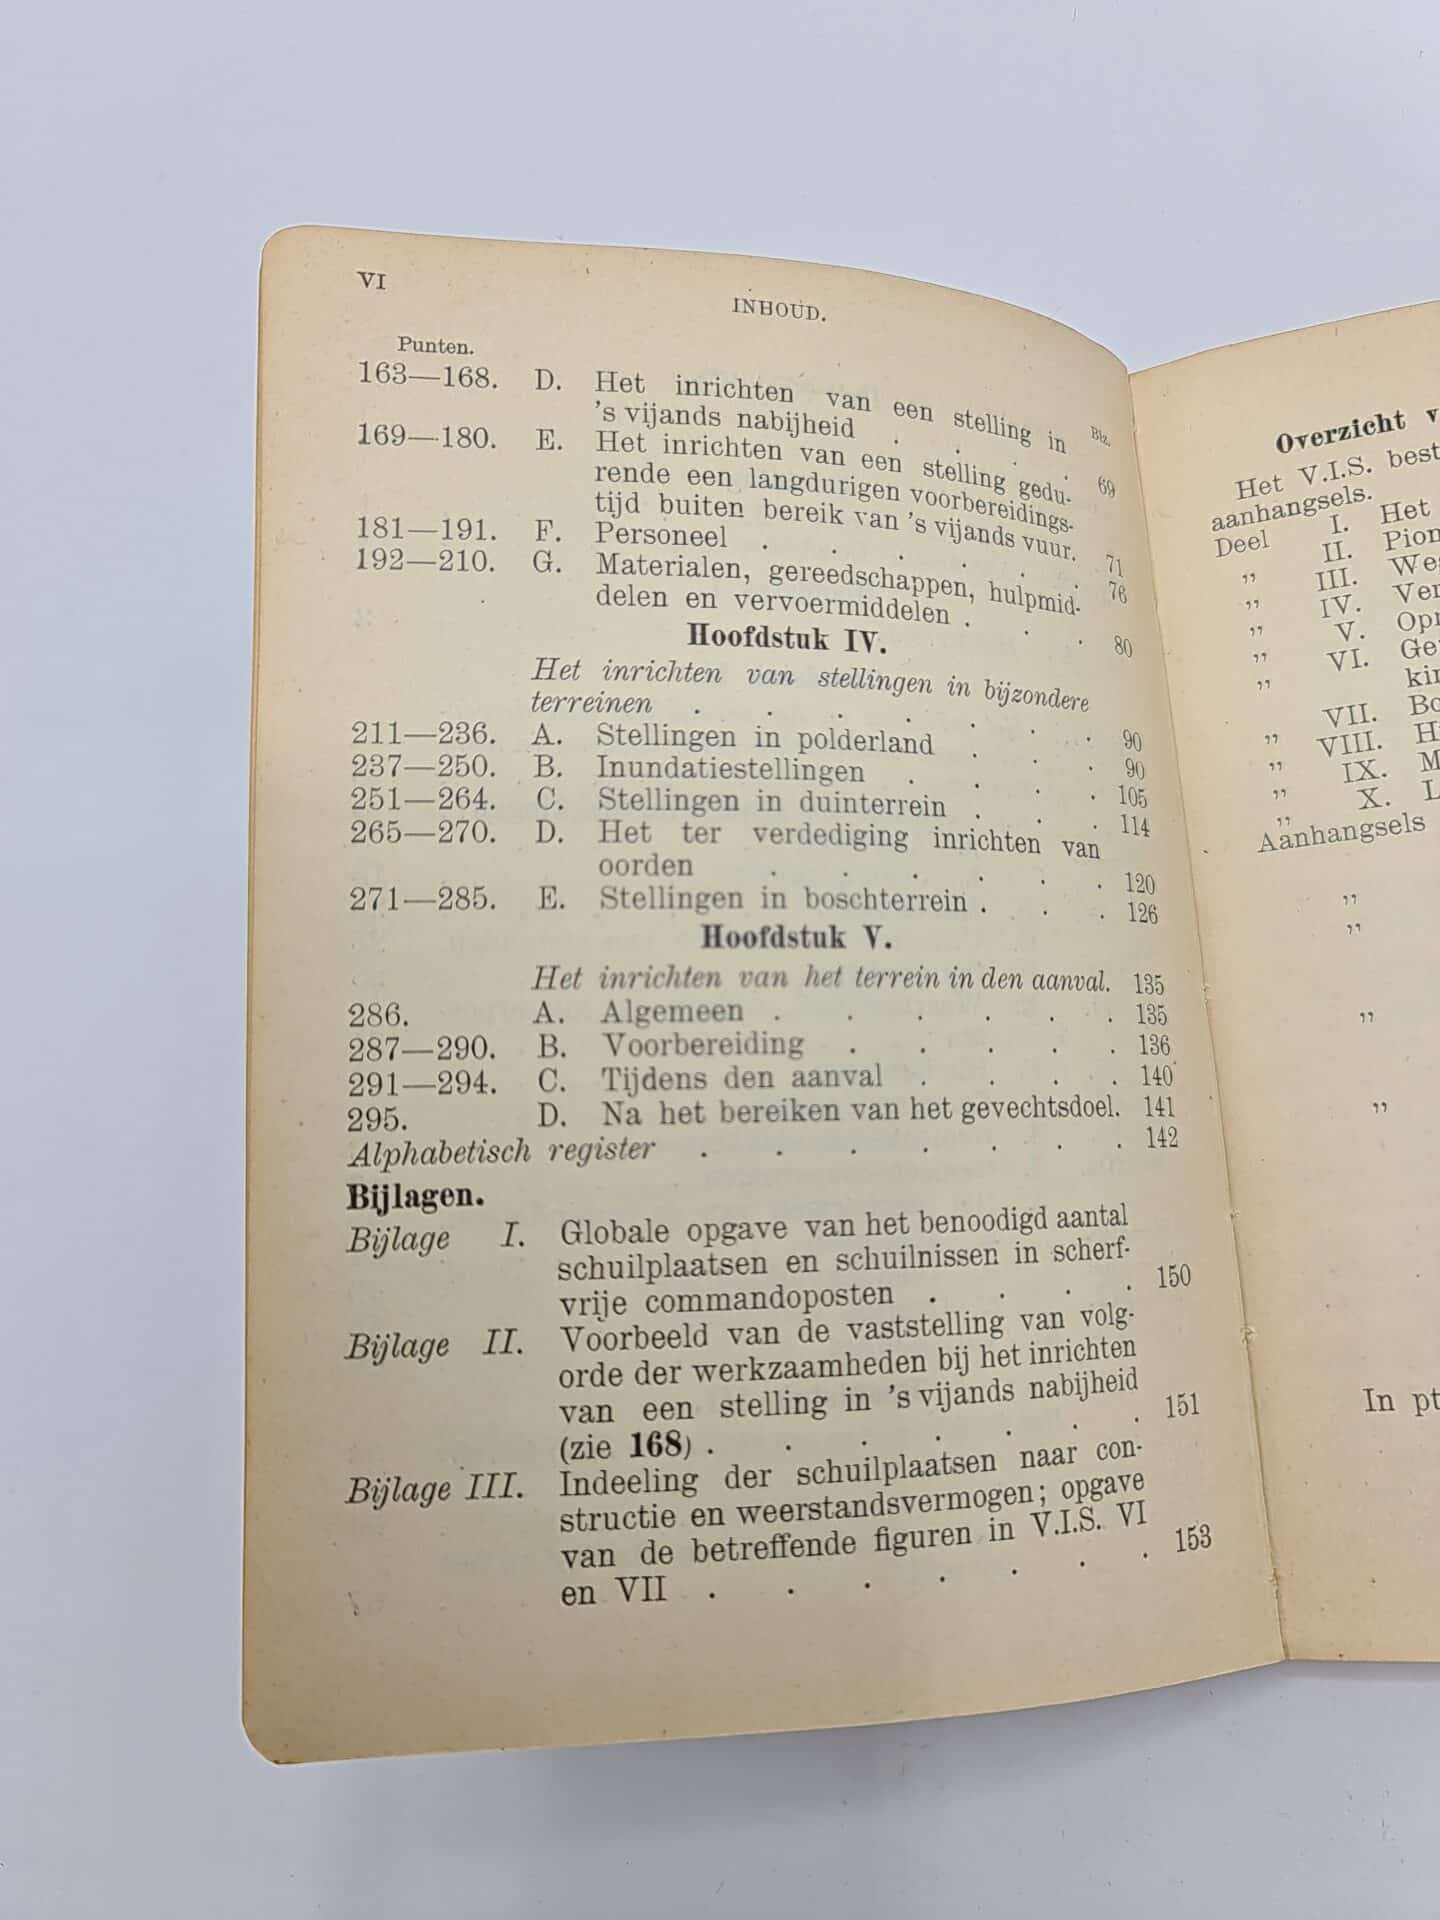 VI
INHOUD.
Punten.
Blz.
163—168. D. Het inrichten van een stelling in
's vijands nabijheid . . . . 69
169—180. E. Het inrichten van een stelling gedu-
rende een langdurigen voorbereidings-
tijd buiten bereik van 's vijands vuur. 71
181—191. F. Personeel . . . . . . 76
192—210. G. Materialen, gereedschappen, hulpmid-
delen en vervoermiddelen . . . 80
Hoofdstuk IV.
Het inrichten van stellingen in bijzondere
terreinen . . . . . . . 90
211—236. A. Stellingen in polderland . . . 90
237—250. B. Inundatiestellingen . . . . 105
251—264. C. Stellingen in duinterrein . . . 114
265—270. D. Het ter verdediging inrichten van
oorden . . . . . . 120
271—285. E. Stellingen in boschterrein . . . 126
Hoofdstuk V.
Het inrichten van het terrein in den aanval. 135
286. A. Algemeen . . . . . . 135
287—290. B. Voorbereiding . . . . . 136
291—294. C. Tijdens den aanval . . . . 140
295. D. Na het bereiken van het gevechtsdoel. 141
Alphabetisch register . . . . . . . 142
Bijlagen.
Bijlage I. Globale opgave van het benoodigd aantal
schuilplaatsen en schuilnissen in scherf-
vrije commandoposten . . . . 150
Bijlage II. Voorbeeld van de vaststelling van volg-
orde der werkzaamheden bij het inrichten
van een stelling in 's vijands nabijheid
(zie 168) . . . . . . . 151
Bijlage III. Indeeling der schuilplaatsen naar con-
structie en weerstandsvermogen; opgave
van de betreffende figuren in V.I.S. VI
en VII . . . . . . . 153
Overzicht
Het V.I.S.
aanhangsels.
Deel I. Het
„ II.
„ III.
„ IV.
„ V.
„ VI.
„ VII.
„ VIII.
„ IX.
„ X.
Aanhangsels
„
„
„
„
In